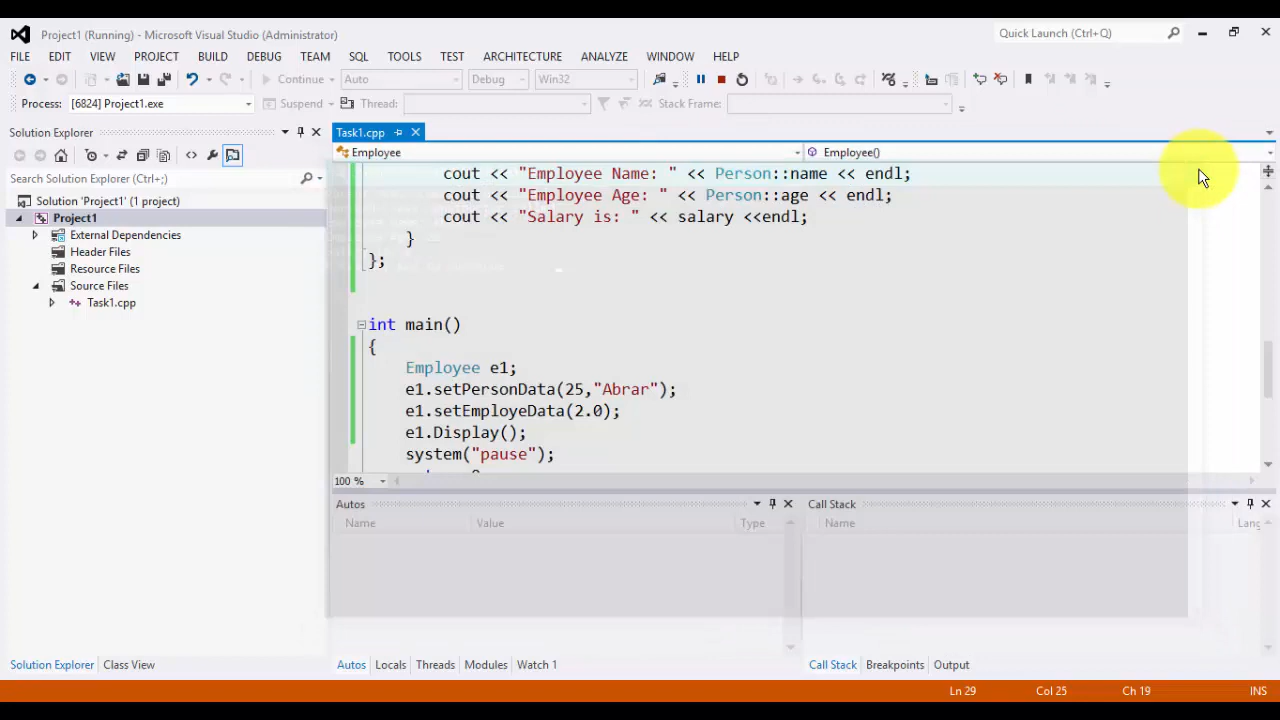 Project1 (Running) - Microsoft Visual Studio (Administrator)
Quick Launch (Ctrl+Q)
FILE EDIT VIEW PROJECT BUILD DEBUG TEAM SQL TOOLS TEST ARCHITECTURE ANALYZE WINDOW HELP
Continue Auto Debug Win32
Process: [6824] Project1.exe Suspend Thread: Stack Frame:
Solution Explorer
Task1.cpp
Employee
Employee()
Search Solution Explorer (Ctrl+;)
Solution 'Project1' (1 project)
Project1
External Dependencies
Header Files
Resource Files
Source Files
Task1.cpp
cout << "Employee Name: " << Person::name << endl;
cout << "Employee Age: " << Person::age << endl;
cout << "Salary is: " << salary <<endl;
}
};
int main()
{
Employee e1;
e1.setPersonData(25,"Abrar");
e1.setEmployeData(2.0);
e1.Display();
system("pause");
100 %
Autos
Name Value Type
Call Stack
Name Lang
Solution Explorer Class View
Autos Locals Threads Modules Watch 1
Call Stack Breakpoints Output
Ln 29 Col 25 Ch 19 INS